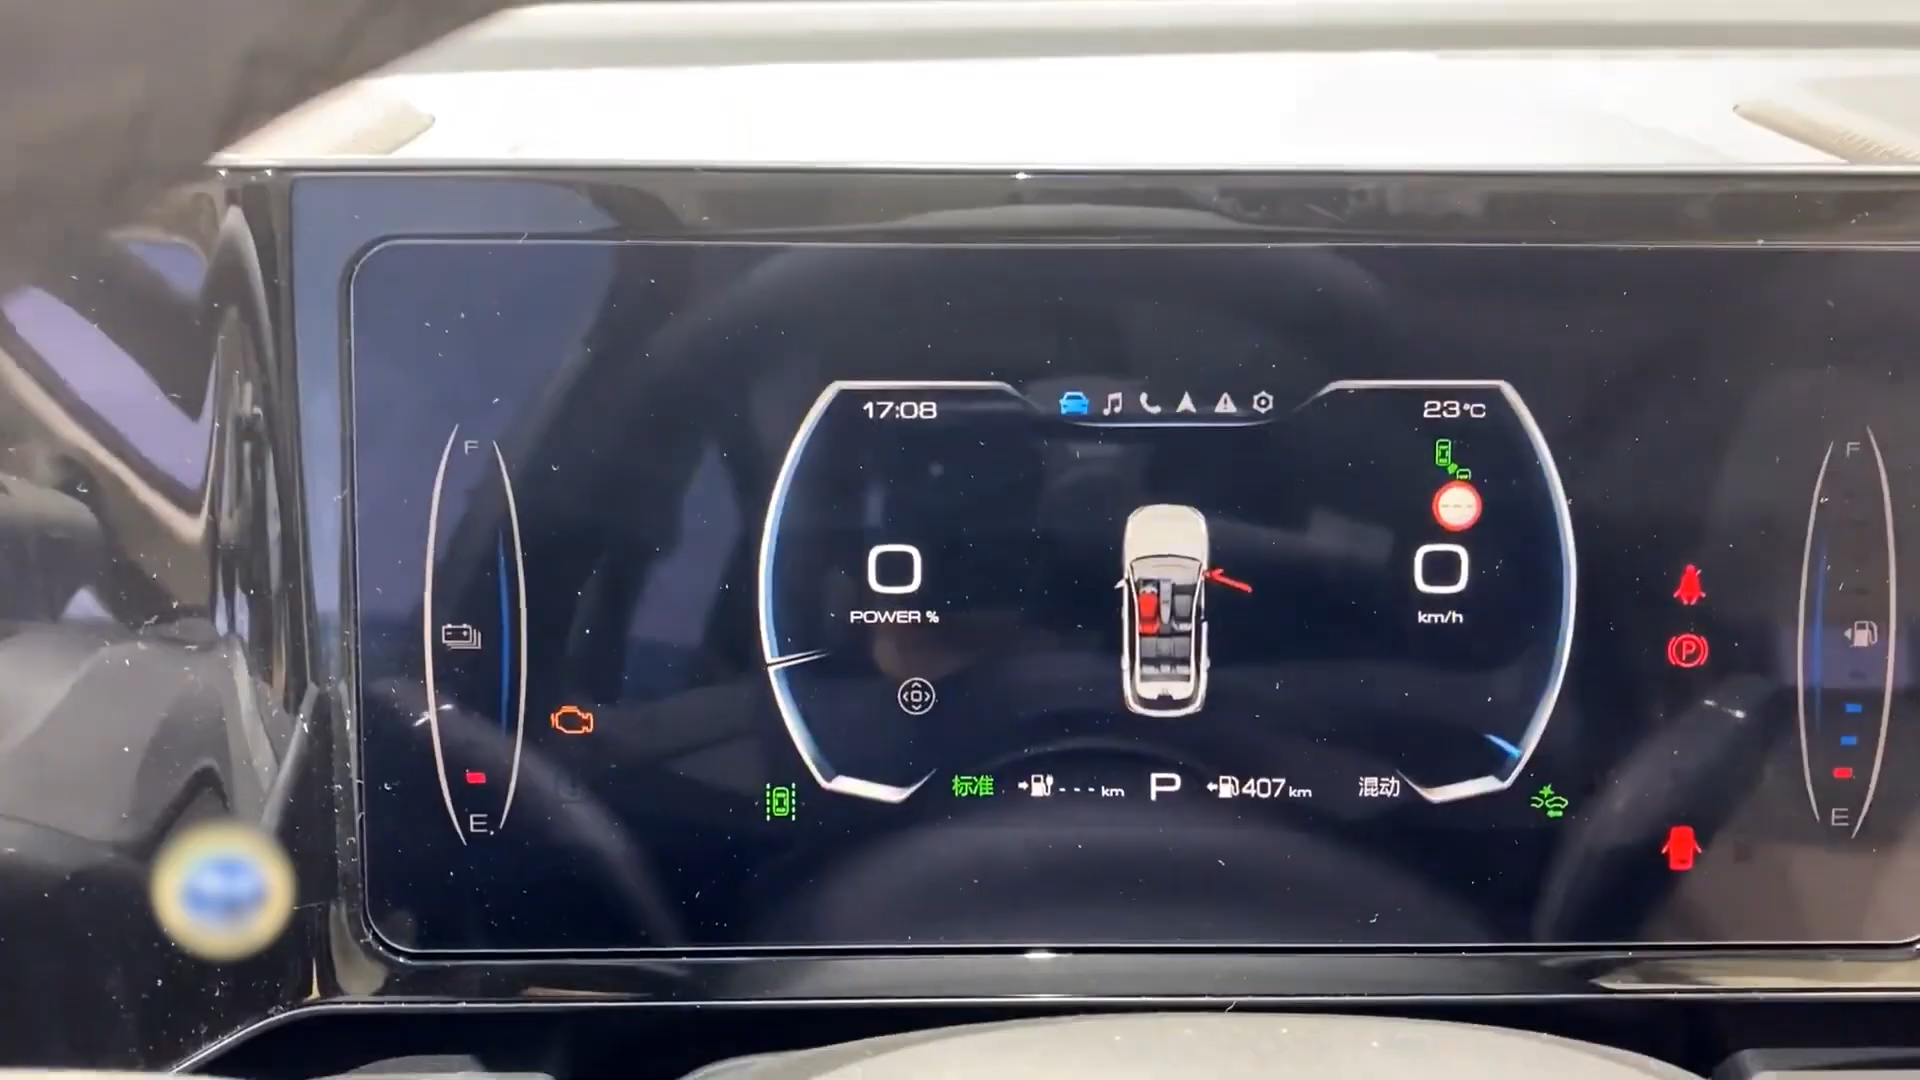 17:08
23°C
F
F
0
POWER %
0
km/h
P
标准
--- km
P
407 km
混动
E
E